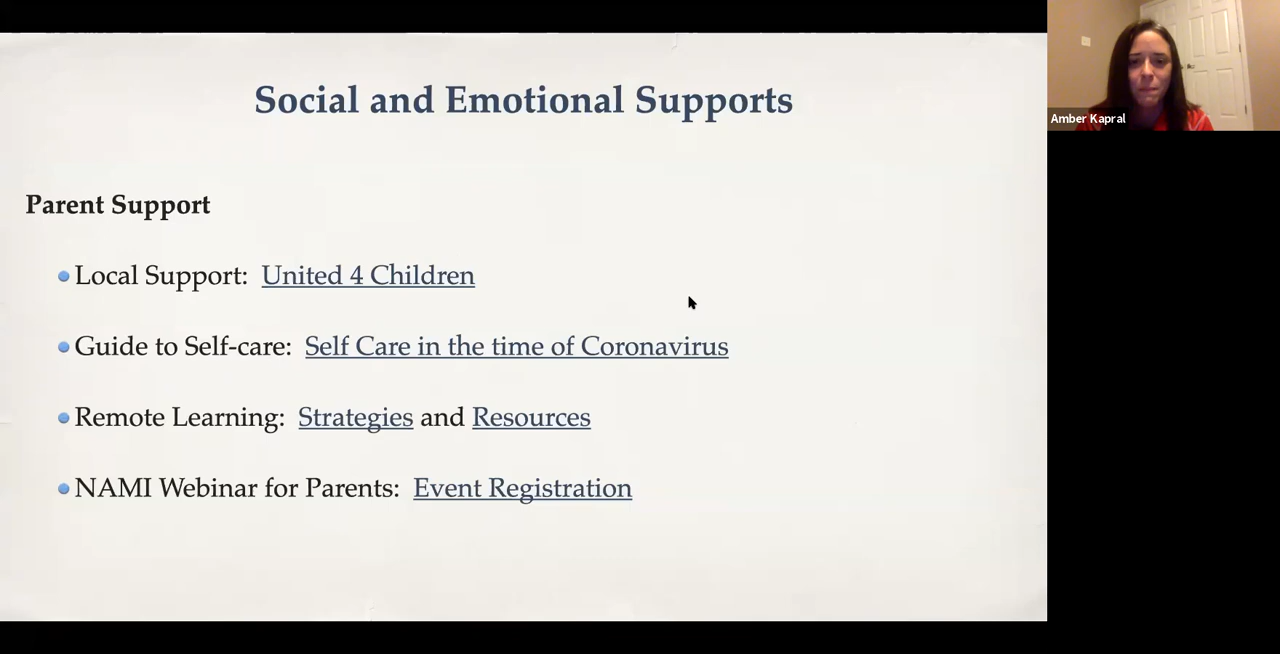 Social and Emotional Supports
Parent Support
Local Support: United 4 Children
Guide to Self-care: Self Care in the time of Coronavirus
Remote Learning: Strategies and Resources
NAMI Webinar for Parents: Event Registration
Amber Kapral